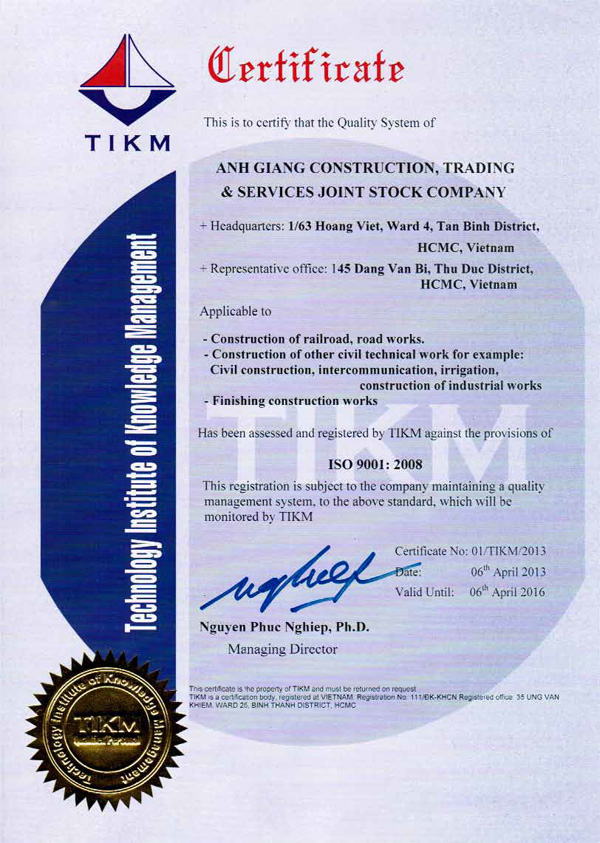 TIKM
Certificate
This is to certify that the Quality System of
ANH GIANG CONSTRUCTION, TRADING
& SERVICES JOINT STOCK COMPANY
+ Headquarters: 1/63 Hoang Viet, Ward 4, Tan Binh District,
HCMC, Vietnam
+ Representative office: 145 Dang Van Bi, Thu Duc District,
HCMC, Vietnam
Applicable to
- Construction of railroad, road works.
- Construction of other civil technical work for example:
Civil construction, intercommunication, irrigation,
construction of industrial works
- Finishing construction works
TIKM
Has been assessed and registered by TIKM against the provisions of
ISO 9001: 2008
This registration is subject to the company maintaining a quality
management system, to the above standard, which will be
monitored by TIKM
Certificate No: 01/TIKM/2013
Date: 06th April 2013
Valid Until: 06th April 2016
Nguyen Phuc Nghiep, Ph.D.
Managing Director
This certificate is the property of TIKM and must be returned on request
TIKM is a certification body, registered at VIETNAM. Registration No. 111/ĐK-KHCN Registered office: 35 UNG VAN
KHIEM, WARD 25, BINH THANH DISTRICT, HCMC
Technology Institute of Knowledge Management
Technology Institute of Knowledge Management
TIKM